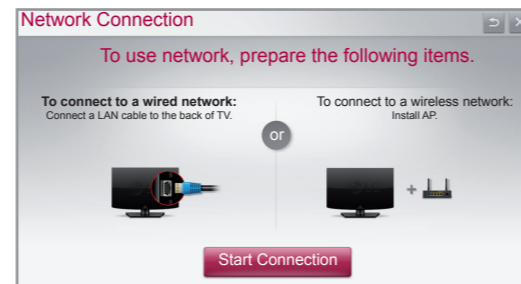 Network Connection
To use network, prepare the following items.
To connect to a wired network:
Connect a LAN cable to the back of TV.
or
To connect to a wireless network:
Install AP.
Start Connection